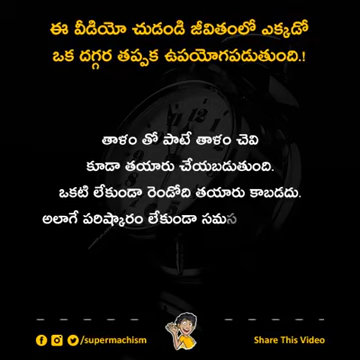 ఈ వీడియో చుడండి జీవితంలో ఎక్కడో
ఒక దగ్గర తప్పక ఉపయోగపడుతుంది.!
తాళం తో పాటే తాళం చెవి
కూడా తయారు చేయబడుతుంది.
ఒకటి లేకుండా రెండోది తయారు కాబడదు.
అలాగే పరిష్కారం లేకుండా సమస
/supermachism
Share This Video